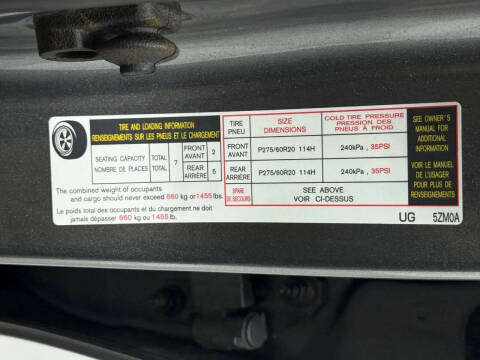 TIRE AND LOADING INFORMATION
RENSEIGNEMENTS SUR LES PNEUS ET LE CHARGEMENT
SEATING CAPACITY TOTAL 7 FRONT AVANT 2
NOMBRE DE PLACES TOTAL REAR ARRIÈRE 5
The combined weight of occupants
and cargo should never exceed 660 kg or 1455 lbs.
Le poids total des occupants et du chargement ne doit
jamais dépasser 660 kg ou 1455 lb.
TIRE PNEU
SIZE
DIMENSIONS
COLD TIRE PRESSURE
PRESSION DES
PNEUS À FROID
FRONT AVANT P275/60R20 114H 240kPa , 35PSI
REAR ARRIÈRE P275/60R20 114H 240kPa , 35PSI
SPARE DE SECOURS
SEE ABOVE
VOIR CI-DESSUS
SEE OWNER'S
MANUAL FOR
ADDITIONAL
INFORMATION
VOIR LE MANUEL
DE L'USAGER
POUR PLUS DE
RENSEIGNEMENTS
UG 5ZM0A